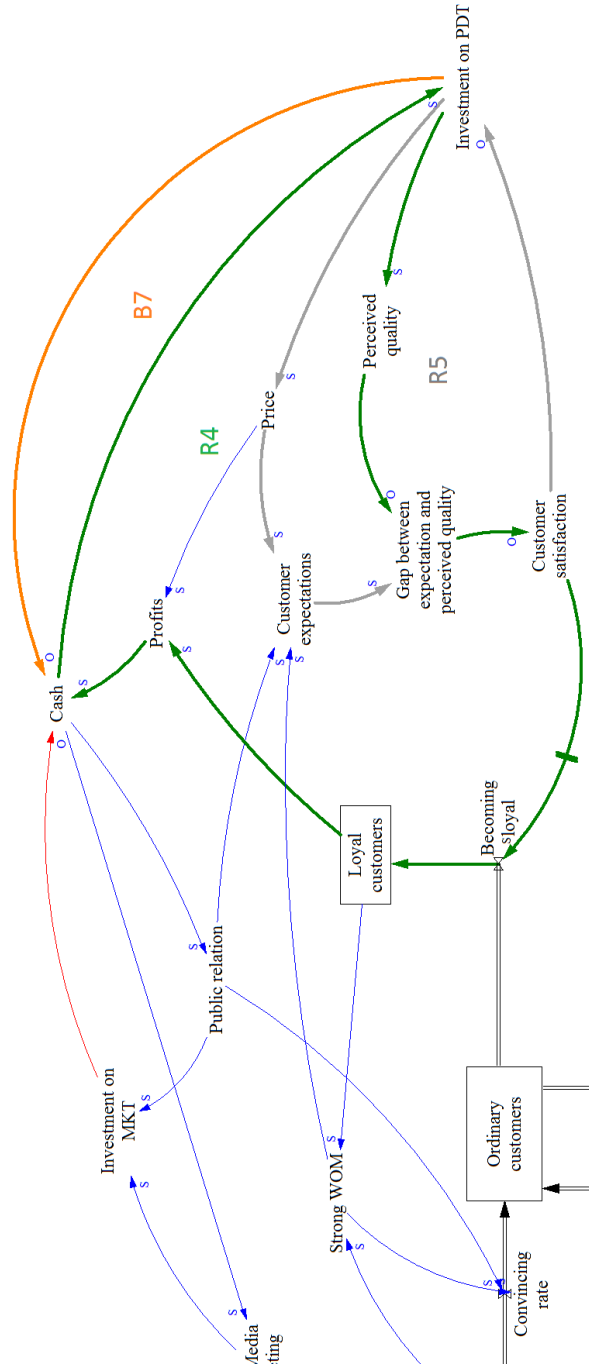 Cash
o
o
s
Investment on
MKT
s
s
B7
Profits
s
s
Public relation
s
R4
Media
s
Price
s
Customer
expectations
s
s
s
Strong WOM
s
s
Loyal
customers
Perceived
quality
s
Gap between
expectation and
perceived quality
s
o
R5
Investment on PDT
s
o
Becoming
loyal
s
Ordinary
customers
Convincing
rate
s
s
Customer
satisfaction
o